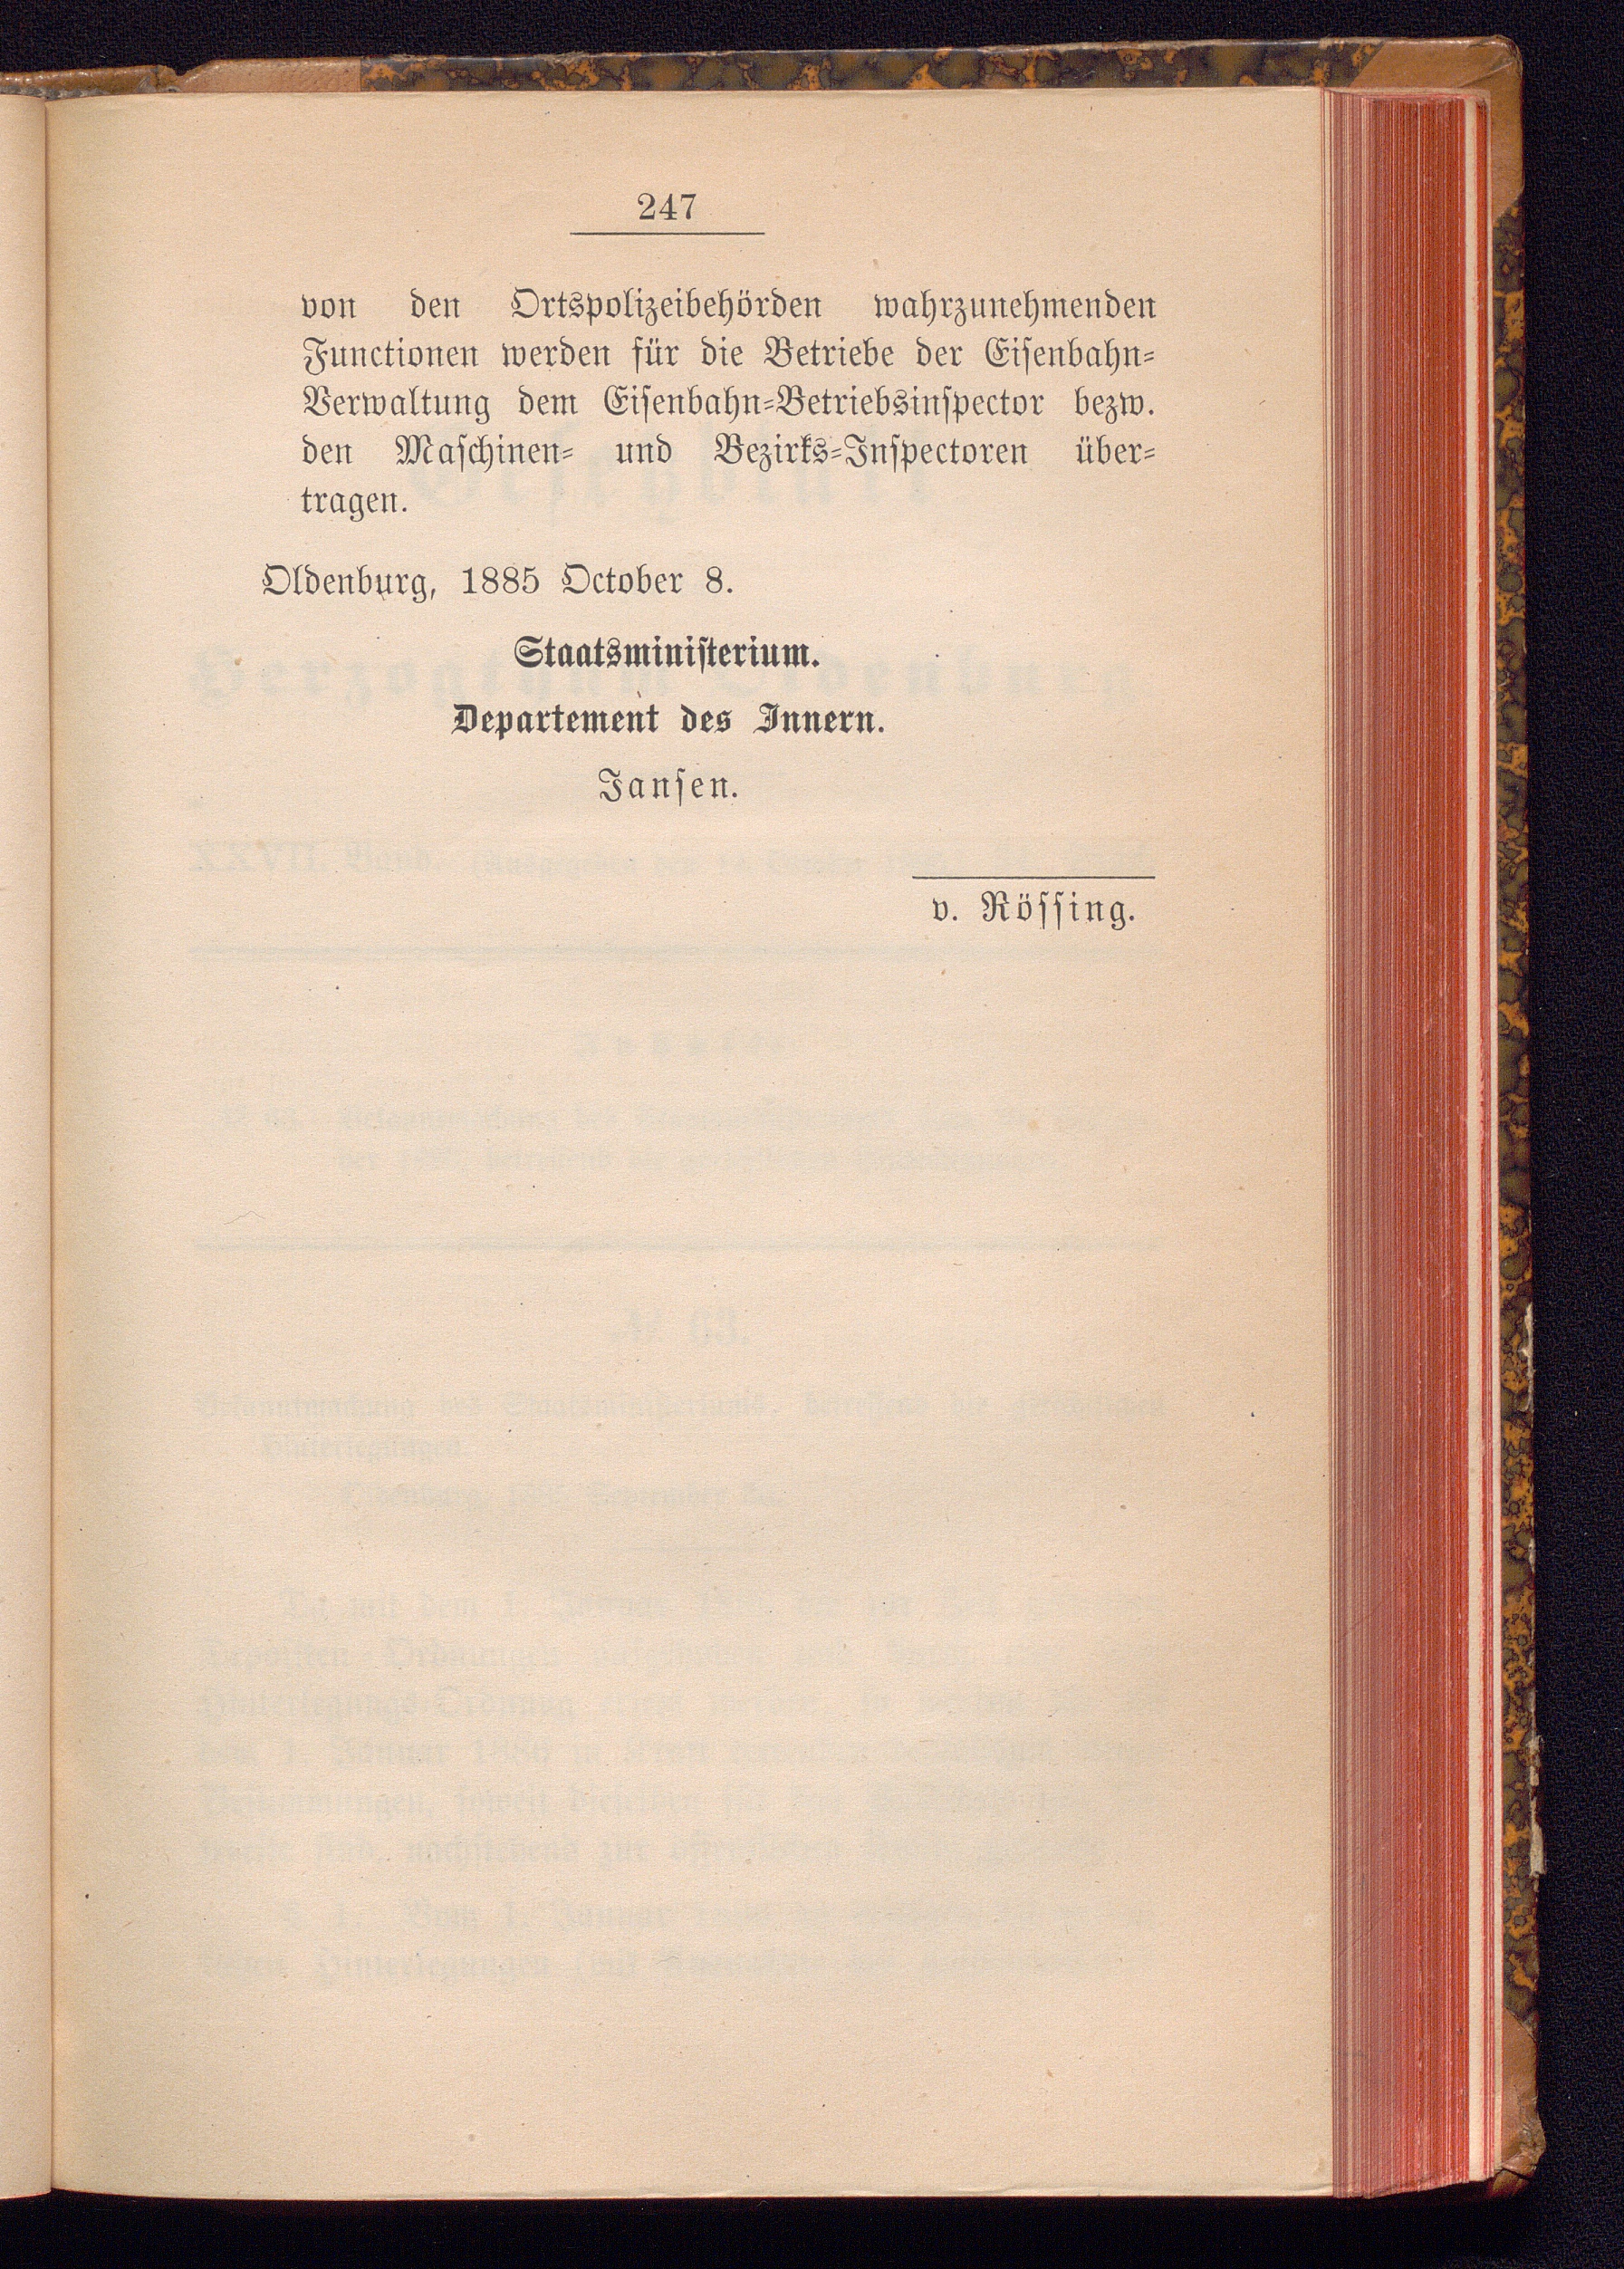 247
von den Ortspolizeibehörden wahrzunehmenden
Functionen werden für die Betriebe der Eisenbahn-
Verwaltung dem Eisenbahn-Betriebsinspector bezw.
den Maschinen- und Bezirks-Inspectoren über-
tragen.
Oldenburg, 1885 October 8.
Staatsministerium.
Departement des Innern.
Jansen.
v. Rössing.